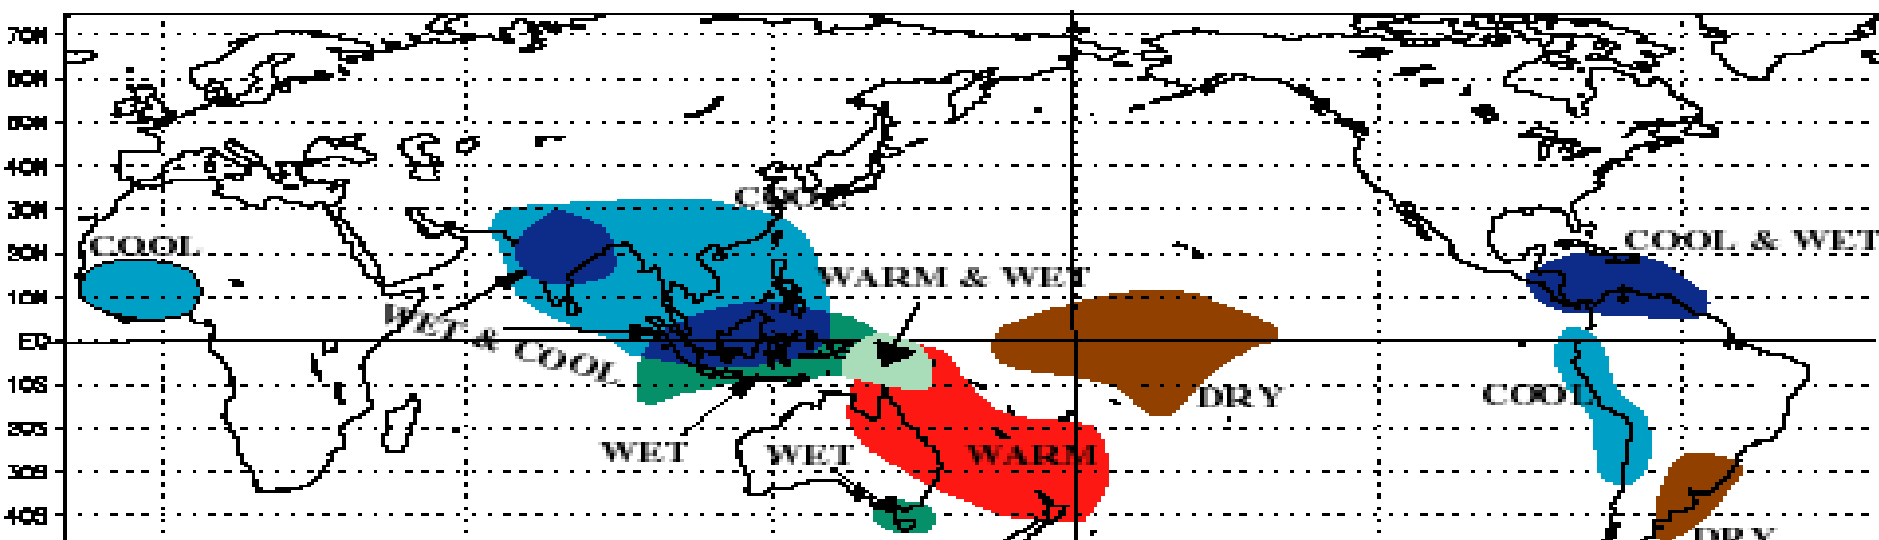 70N
60N
50N
40N
30N
20N
10N
EQ
10S
20S
30S
40S
COOL
COOL
COOL & WET
WARM & WET
WET & COOL
DRY
COOL
WET
WET
WARM
DRY